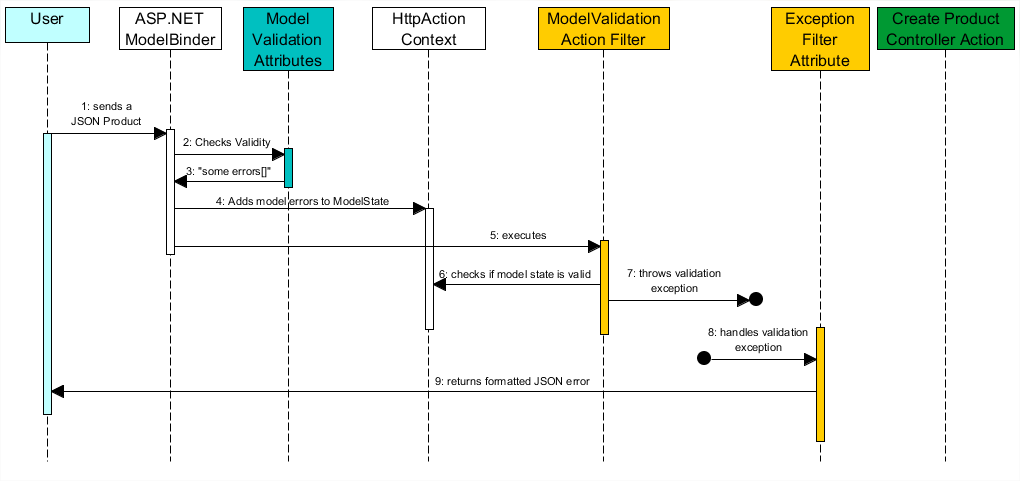 User
ASP.NET
ModelBinder
Model
Validation
Attributes
HttpAction
Context
ModelValidation
Action Filter
Exception
Filter
Attribute
Create Product
Controller Action
1: sends a
JSON Product
2: Checks Validity
3: "some errors[]"
4: Adds model errors to ModelState
5: executes
6: checks if model state is valid
7: throws validation
exception
8: handles validation
exception
9: returns formatted JSON error